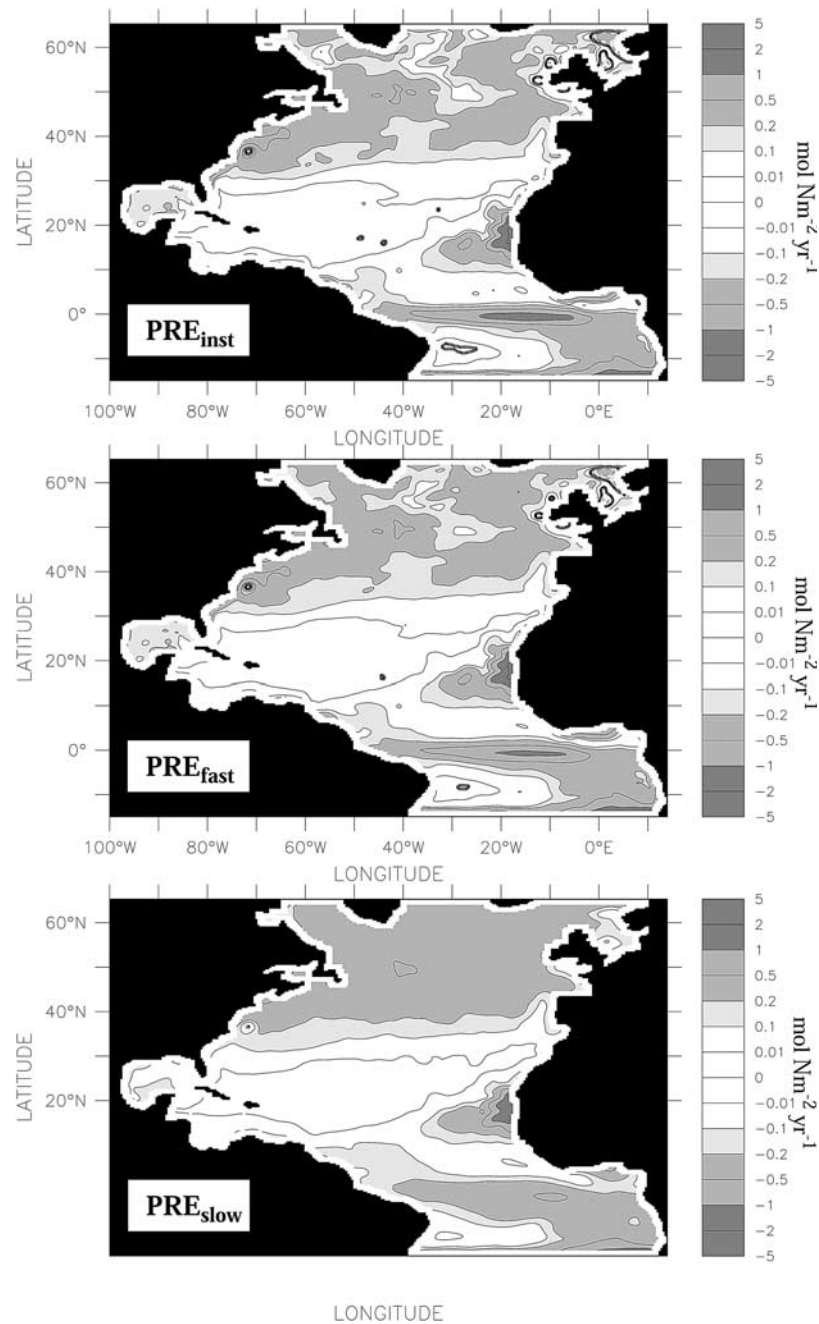 60°N
40°N
20°N
0°
LATITUDE
PRE_inst
100°W 80°W 60°W 40°W 20°W 0°E
LONGITUDE
5
2
1
0.5
0.2
0.1
0.01
0
−0.01
−0.1
−0.2
−0.5
−1
−2
−5
mol Nm⁻² yr⁻¹
60°N
40°N
20°N
0°
LATITUDE
PRE_fast
100°W 80°W 60°W 40°W 20°W 0°E
LONGITUDE
5
2
1
0.5
0.2
0.1
0.01
0
−0.01
−0.1
−0.2
−0.5
−1
−2
−5
mol Nm⁻² yr⁻¹
60°N
40°N
20°N
LATITUDE
PRE_slow
LONGITUDE
5
2
1
0.5
0.2
0.1
0.01
0
−0.01
−0.1
−0.2
−0.5
−1
−2
−5
mol Nm⁻² yr⁻¹